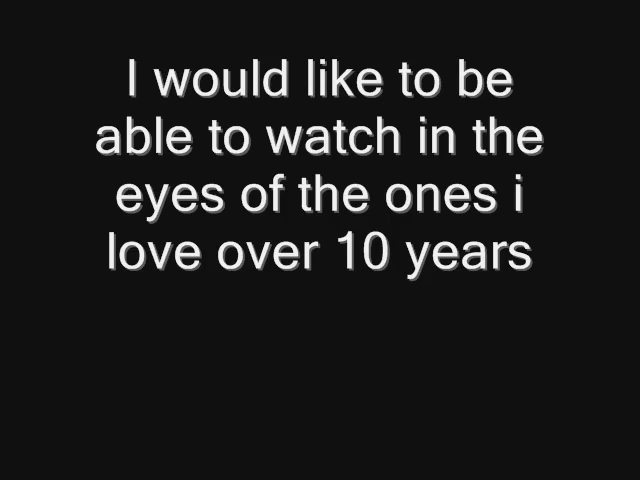 I would like to be
able to watch in the
eyes of the ones i
love over 10 years